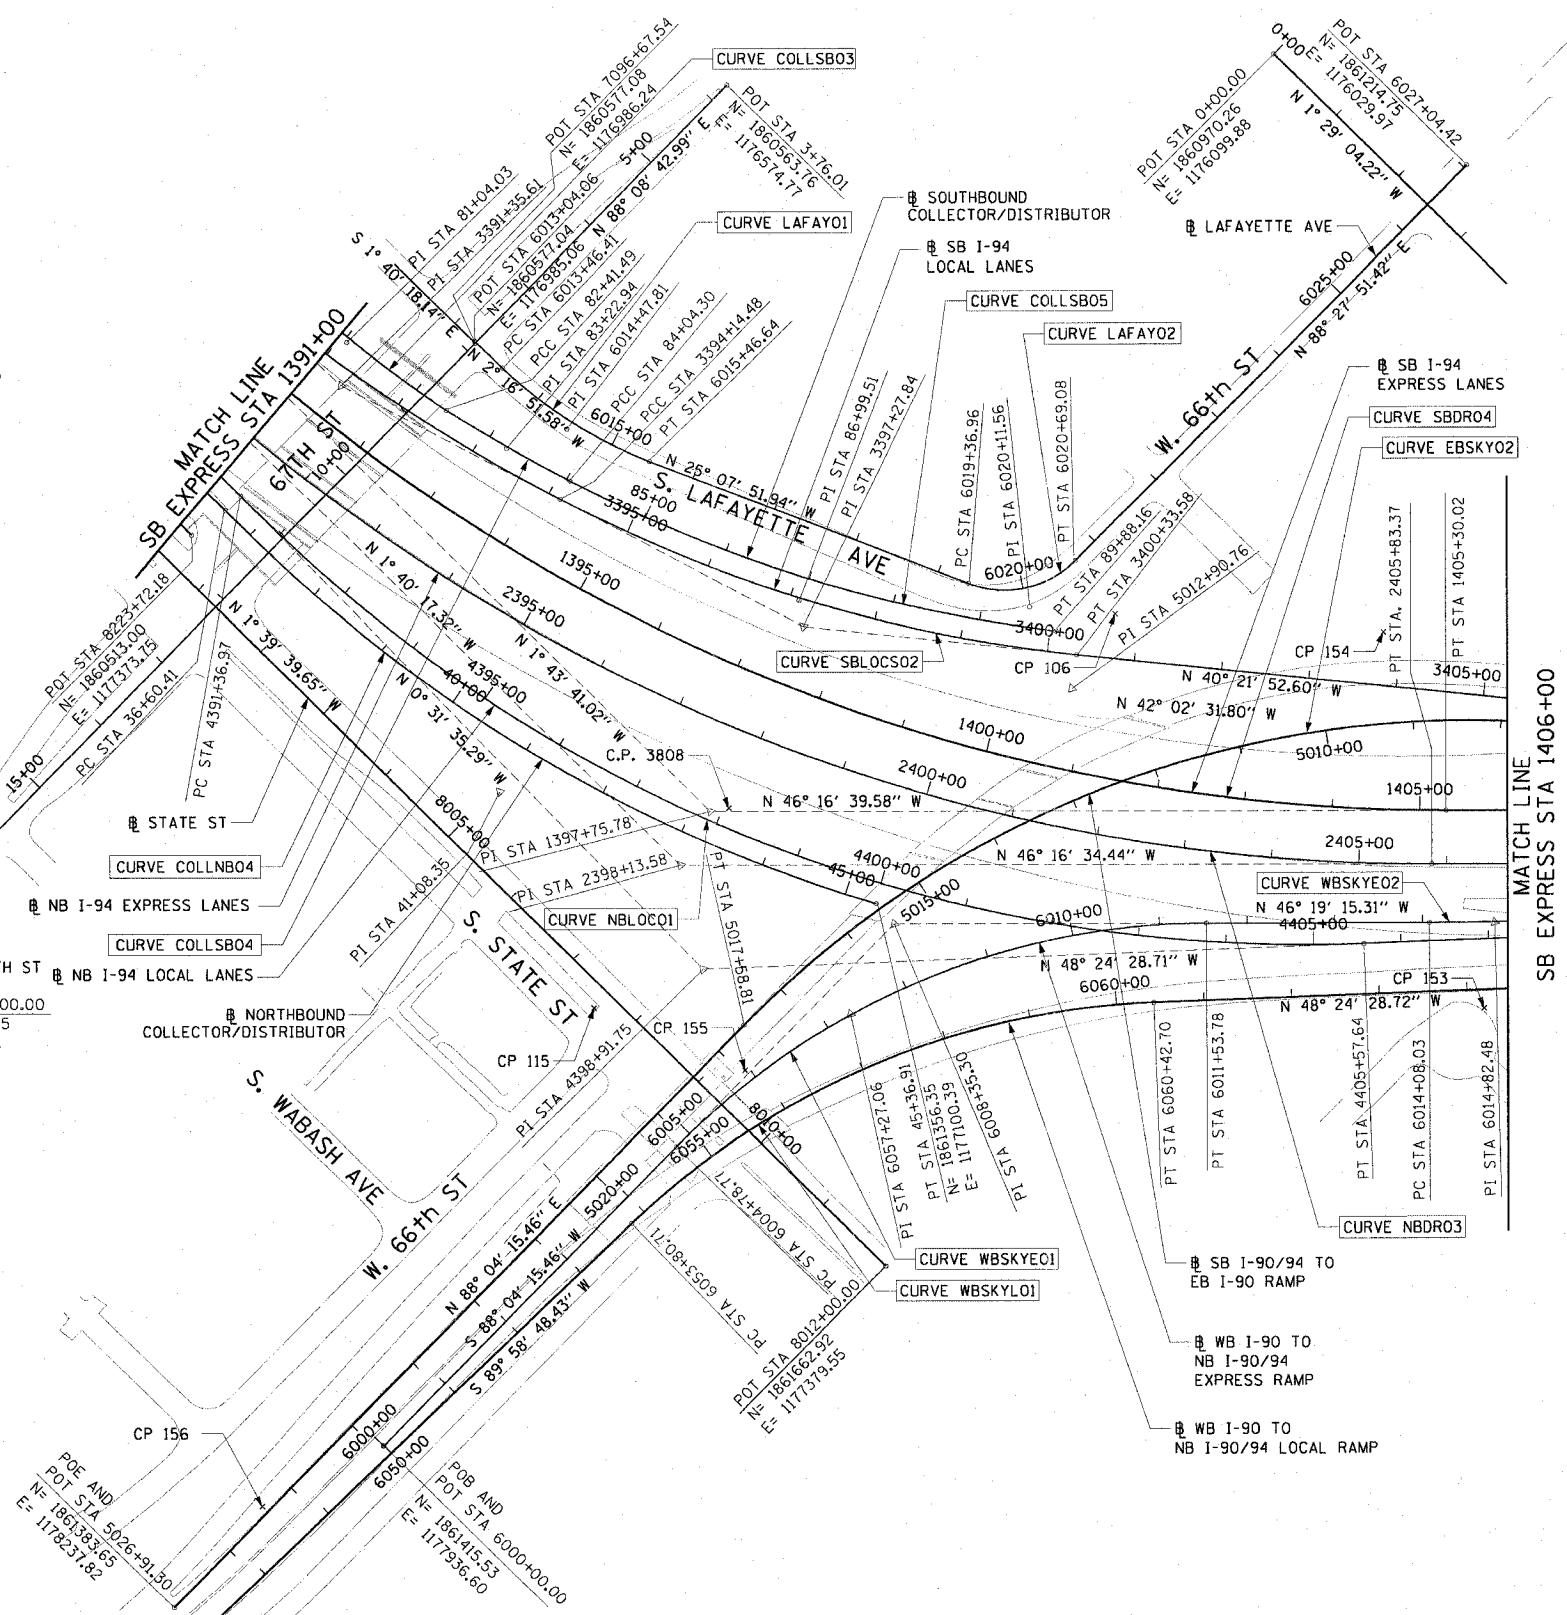 POT STA 7096+67.54
N= 1860577.08
E= 1176986.24
CURVE COLLSB03
5+00
N 88° 08' 42.99" E
POT STA 3+76.01
N= 1860563.76
E= 1176574.77
0+00
POT STA 6027+04.42
N= 1861214.75
E= 1176029.97
POT STA 0+00.00
N= 1860970.26
E= 1176099.88
N 1° 29' 04.22" W
PI STA 81+04.03
PI STA 3391+35.61
S 1° 40' 18.14" E
POT STA 6013+04.06
N= 1860577.04
E= 1176985.06
PC STA 6013+46.41
PCC STA 82+41.49
PI STA 83+22.94
PI STA 6014+47.81
PCC STA 84+04.30
PCC STA 3394+14.48
PT STA 6015+46.64
CURVE LAFAY01
℄ SOUTHBOUND
COLLECTOR/DISTRIBUTOR
℄ SB I-94
LOCAL LANES
CURVE COLLSB05
CURVE LAFAY02
℄ LAFAYETTE AVE
6025+00
N 88° 27' 51.42" E
W. 66th ST
℄ SB I-94
EXPRESS LANES
CURVE SBDR04
CURVE EBSKY02
MATCH LINE
SB EXPRESS STA 1391+00
67TH ST
10+00
N 2° 16' 51.58" W
6015+00
N 25° 07' 51.94" W
S. LAFAYETTE AVE
85+00
3395+00
PI STA 86+99.51
PI STA 3397+27.84
PC STA 6019+36.96
PI STA 6020+11.56
PT STA 6020+69.08
6020+00
PT STA 89+88.16
PT STA 3400+33.58
PI STA 5012+90.76
3400+00
CURVE SBLOCS02
CP 106
CP 154
PT STA. 2405+83.37
PT STA 1405+30.02
3405+00
N 40° 21' 52.60" W
N 42° 02' 31.80" W
1395+00
2395+00
N 1° 40' 17.32" W
N 1° 43' 41.02" W
N 1° 39' 39.65" W
4395+00
40+00
N 0° 31' 35.29" W
POT STA 8223+72.18
N= 1860513.00
E= 1177373.75
PC STA 36+60.41
PC STA 4391+36.97
15+00
C.P. 3808
1400+00
2400+00
5010+00
1405+00
N 46° 16' 39.58" W
N 46° 16' 34.44" W
2405+00
MATCH LINE
SB EXPRESS STA 1406+00
℄ STATE ST
CURVE COLLNB04
℄ NB I-94 EXPRESS LANES
CURVE COLLSB04
℄ NB I-94 LOCAL LANES
℄ NORTHBOUND
COLLECTOR/DISTRIBUTOR
H ST
00.00
5
8005+00
PI STA 1397+75.78
PI STA 2398+13.58
PI STA 41+08.35
CURVE NBLOC01
PT STA 5017+58.81
4400+00
45+00
5015+00
6010+00
CURVE WBSKYE02
N 46° 19' 15.31" W
4405+00
N 48° 24' 28.71" W
6060+00
CP 153
N 48° 24' 28.72" W
S. STATE ST
CP 115
CP 155
PI STA 4398+91.75
S. WABASH AVE
W. 66th ST
6005+00
6055+00
8010+00
5020+00
PI STA 6057+27.06
PT STA 45+36.91
N= 1861356.35
E= 1177100.39
PI STA 6008+35.30
PT STA 6060+42.70
PT STA 6011+53.78
PT STA 4405+57.64
PC STA 6014+08.03
PI STA 6014+82.48
CURVE NBDR03
N 88° 04' 15.46" E
S 88° 04' 15.46" W
S 89° 58' 48.43" W
PC STA 6004+78.77
PC STA 6053+80.71
CURVE WBSKYE01
CURVE WBSKYL01
POT STA 8012+00.00
N= 1861662.92
E= 1177379.55
℄ SB I-90/94 TO
EB I-90 RAMP
℄ WB I-90 TO
NB I-90/94
EXPRESS RAMP
℄ WB I-90 TO
NB I-90/94 LOCAL RAMP
CP 156
6000+00
6050+00
POE AND
POT STA 5026+91.30
N= 1861383.65
E= 1178237.82
POB AND
POT STA 6000+00.00
N= 1861415.53
E= 1177936.60